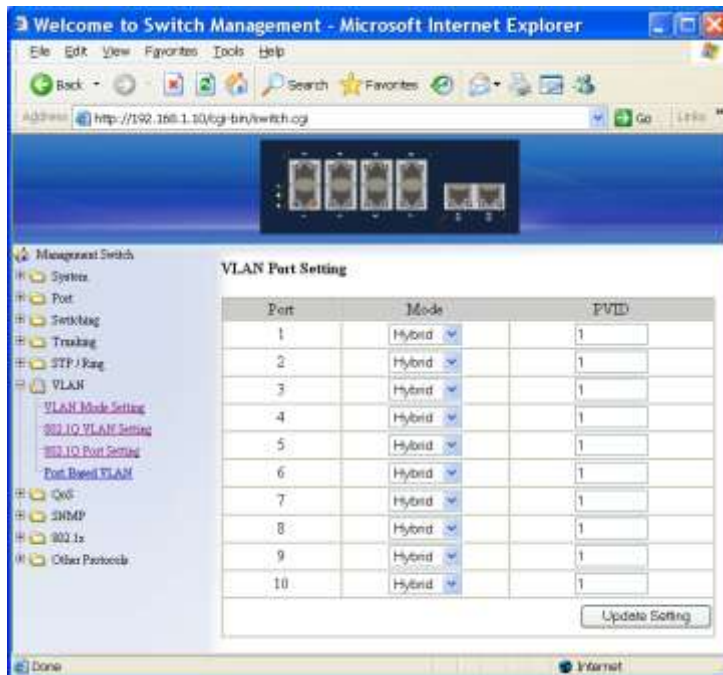 Welcome to Switch Management - Microsoft Internet Explorer
File Edit View Favorites Tools Help
Back Search Favorites
Address http://192.168.1.10/cgi-bin/switch.cgi Go Links
Management Switch
System
Port
Switching
Trunking
STP / Ring
VLAN
VLAN Mode Setting
802.1Q VLAN Setting
802.1Q Port Setting
Port Based VLAN
QoS
SNMP
802.1x
Other Protocols
VLAN Port Setting
Port Mode PVID
1 Hybrid 1
2 Hybrid 1
3 Hybrid 1
4 Hybrid 1
5 Hybrid 1
6 Hybrid 1
7 Hybrid 1
8 Hybrid 1
9 Hybrid 1
10 Hybrid 1
Update Setting
Done Internet